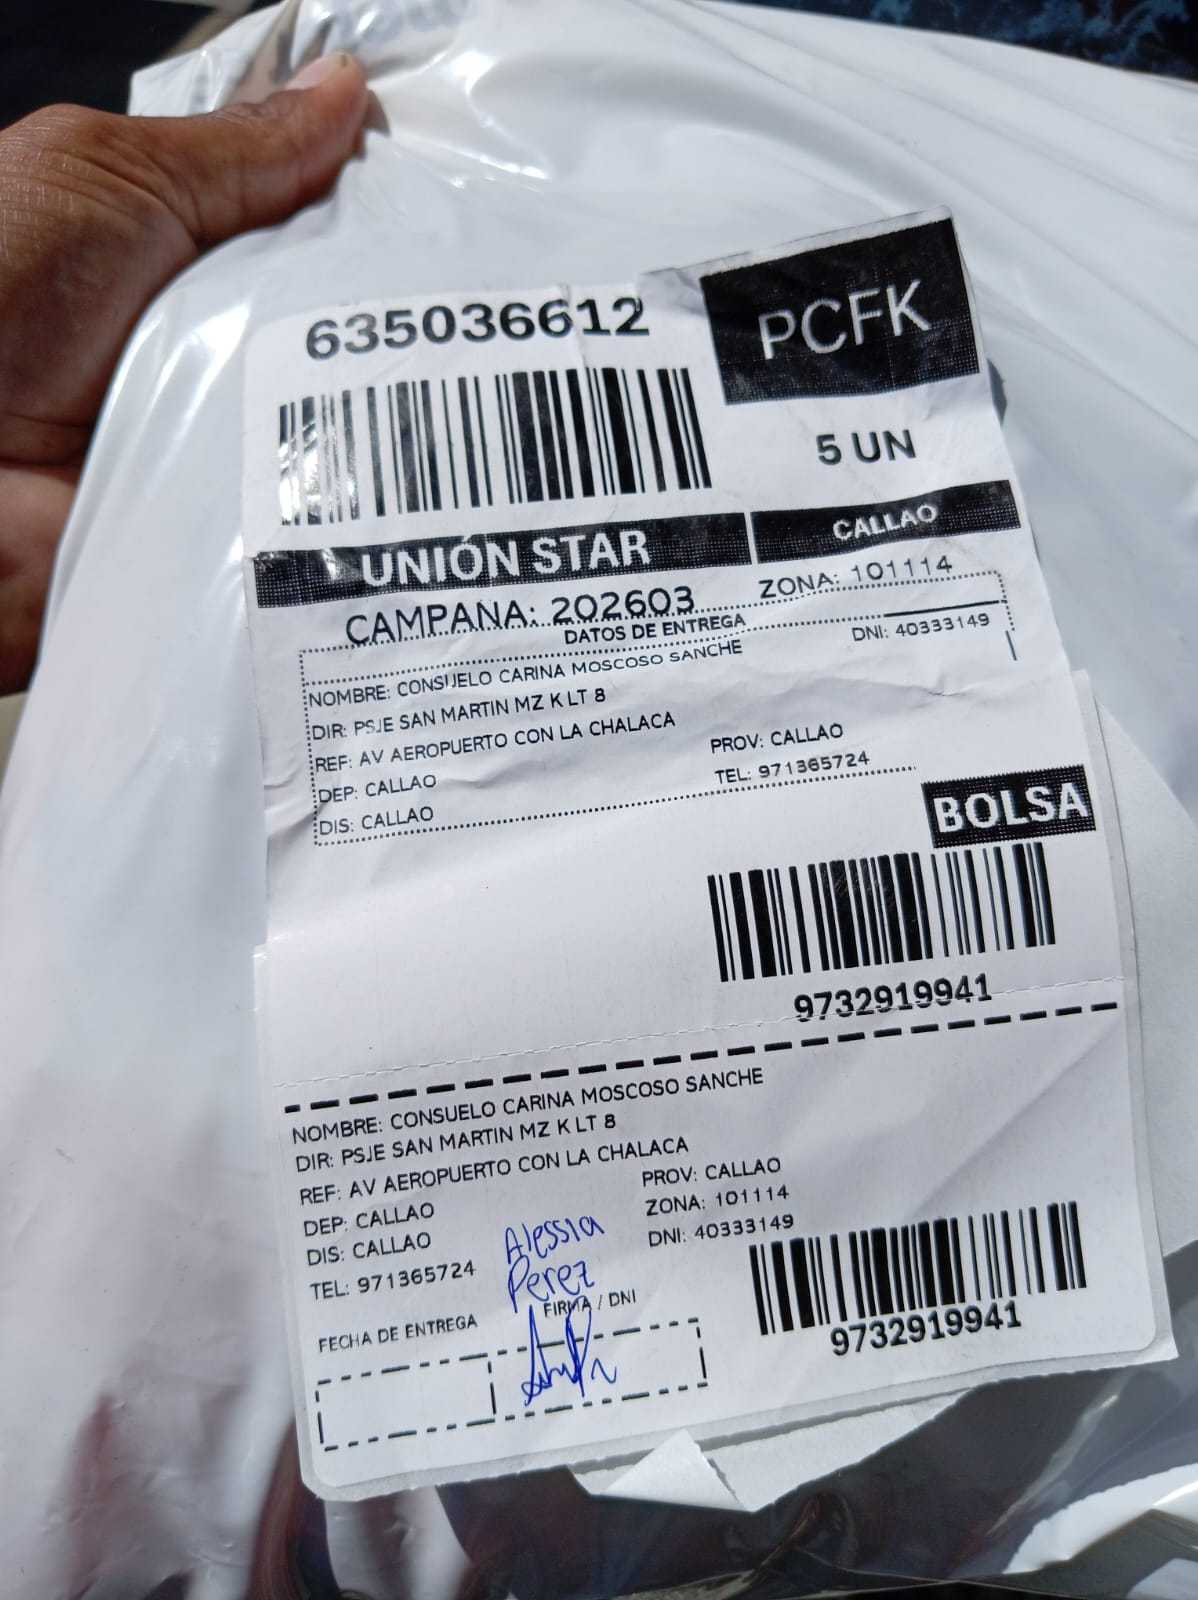 635036612
PCFK
5 UN
UNIÓN STAR
CALLAO
CAMPAÑA: 202603
ZONA: 101114
DATOS DE ENTREGA
NOMBRE: CONSUELO CARINA MOSCOSO SANCHE
DNI: 40333149
DIR: PSJE SAN MARTIN MZ K LT 8
REF: AV AEROPUERTO CON LA CHALACA
DEP: CALLAO
PROV: CALLAO
DIS: CALLAO
TEL: 971365724
BOLSA
9732919941
NOMBRE: CONSUELO CARINA MOSCOSO SANCHE
DIR: PSJE SAN MARTIN MZ K LT 8
REF: AV AEROPUERTO CON LA CHALACA
DEP: CALLAO
PROV: CALLAO
DIS: CALLAO
ZONA: 101114
TEL: 971365724
DNI: 40333149
Alessia
Perez
FECHA DE ENTREGA
FIRMA / DNI
9732919941